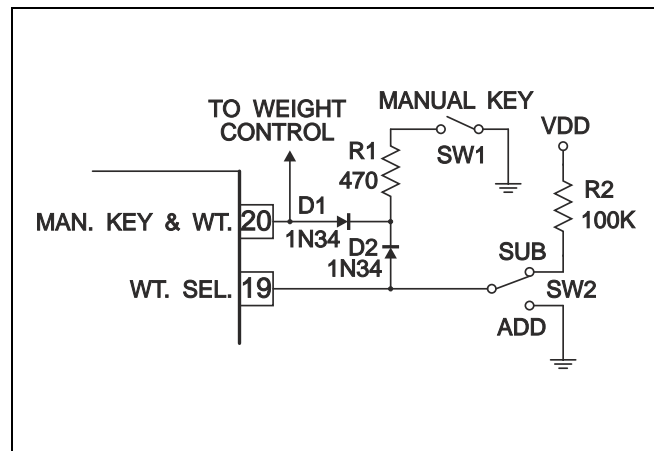 TO WEIGHT
CONTROL
MANUAL KEY
SW1
VDD
R1
470
R2
100K
MAN. KEY & WT.
20
D1
1N34
D2
1N34
WT. SEL.
19
SUB
SW2
ADD